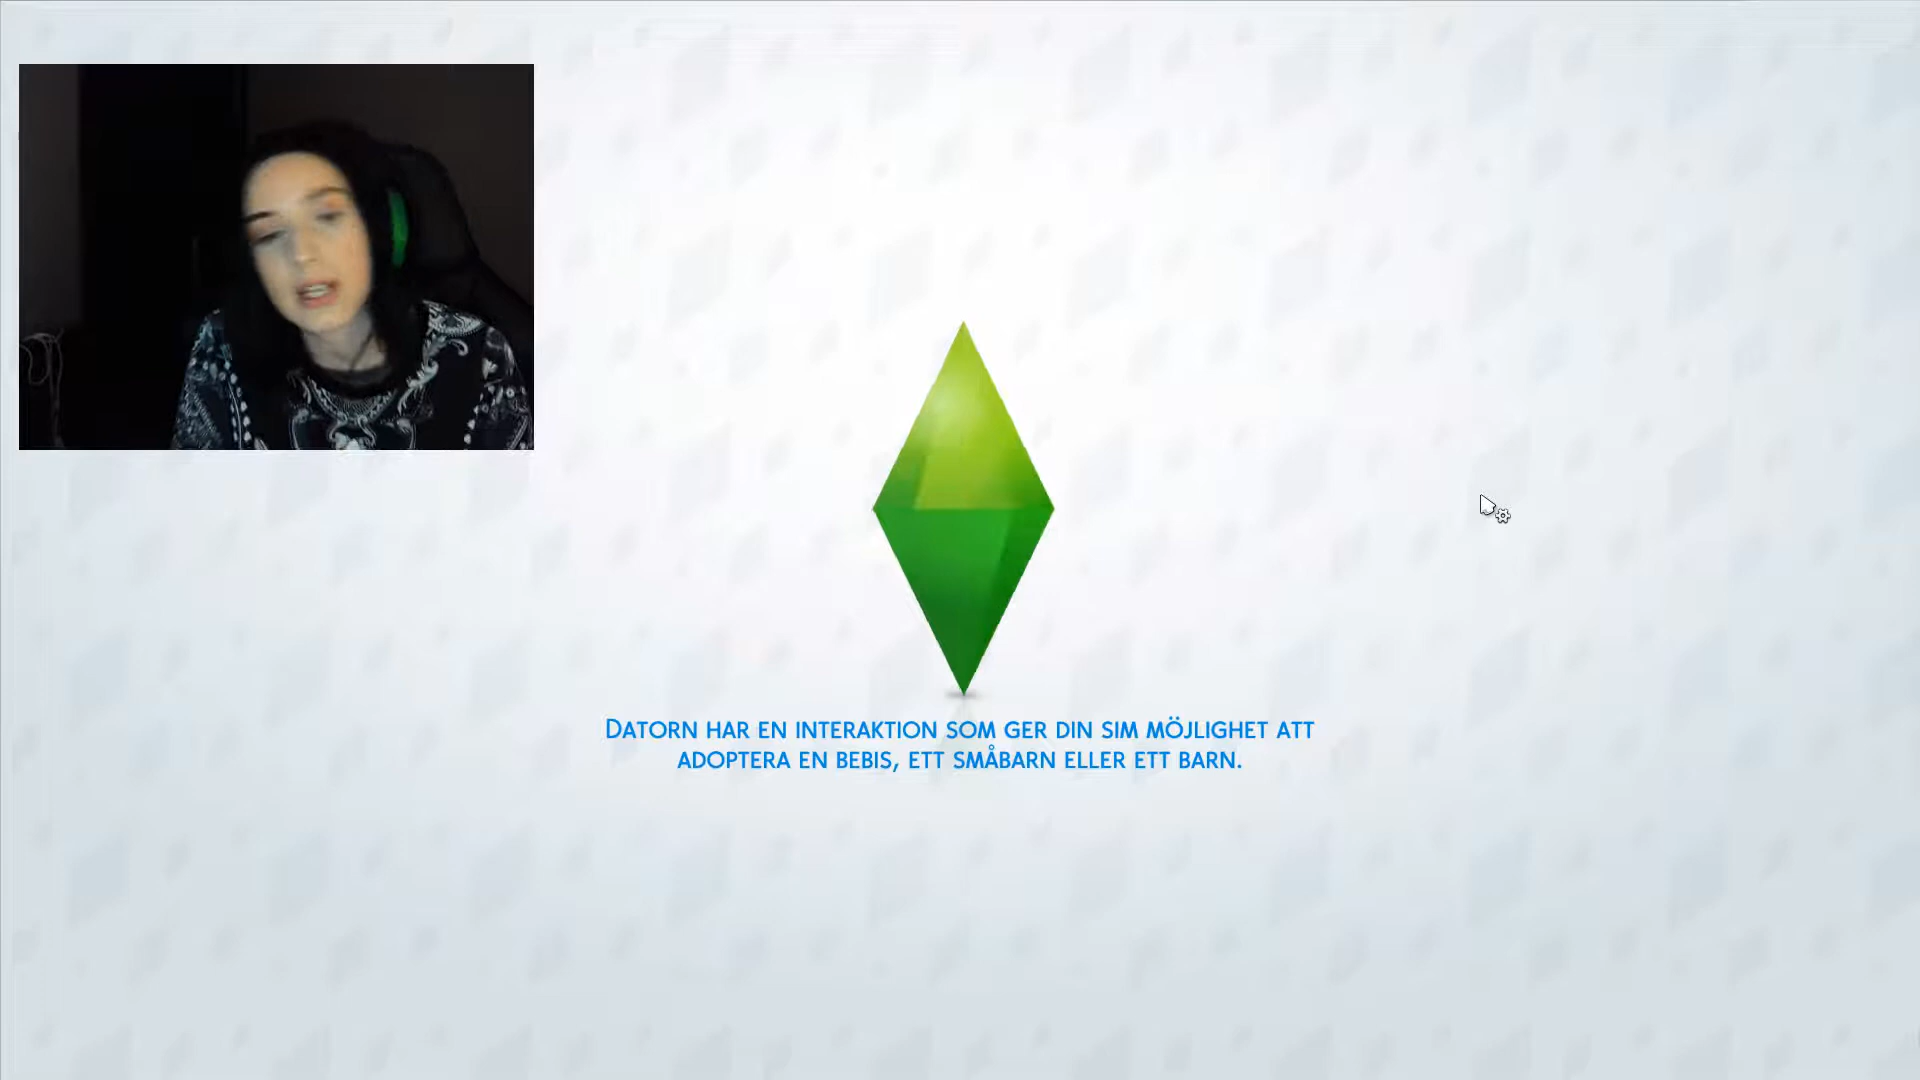 Datorn har en interaktion som ger din sim möjlighet att
adoptera en bebis, ett småbarn eller ett barn.